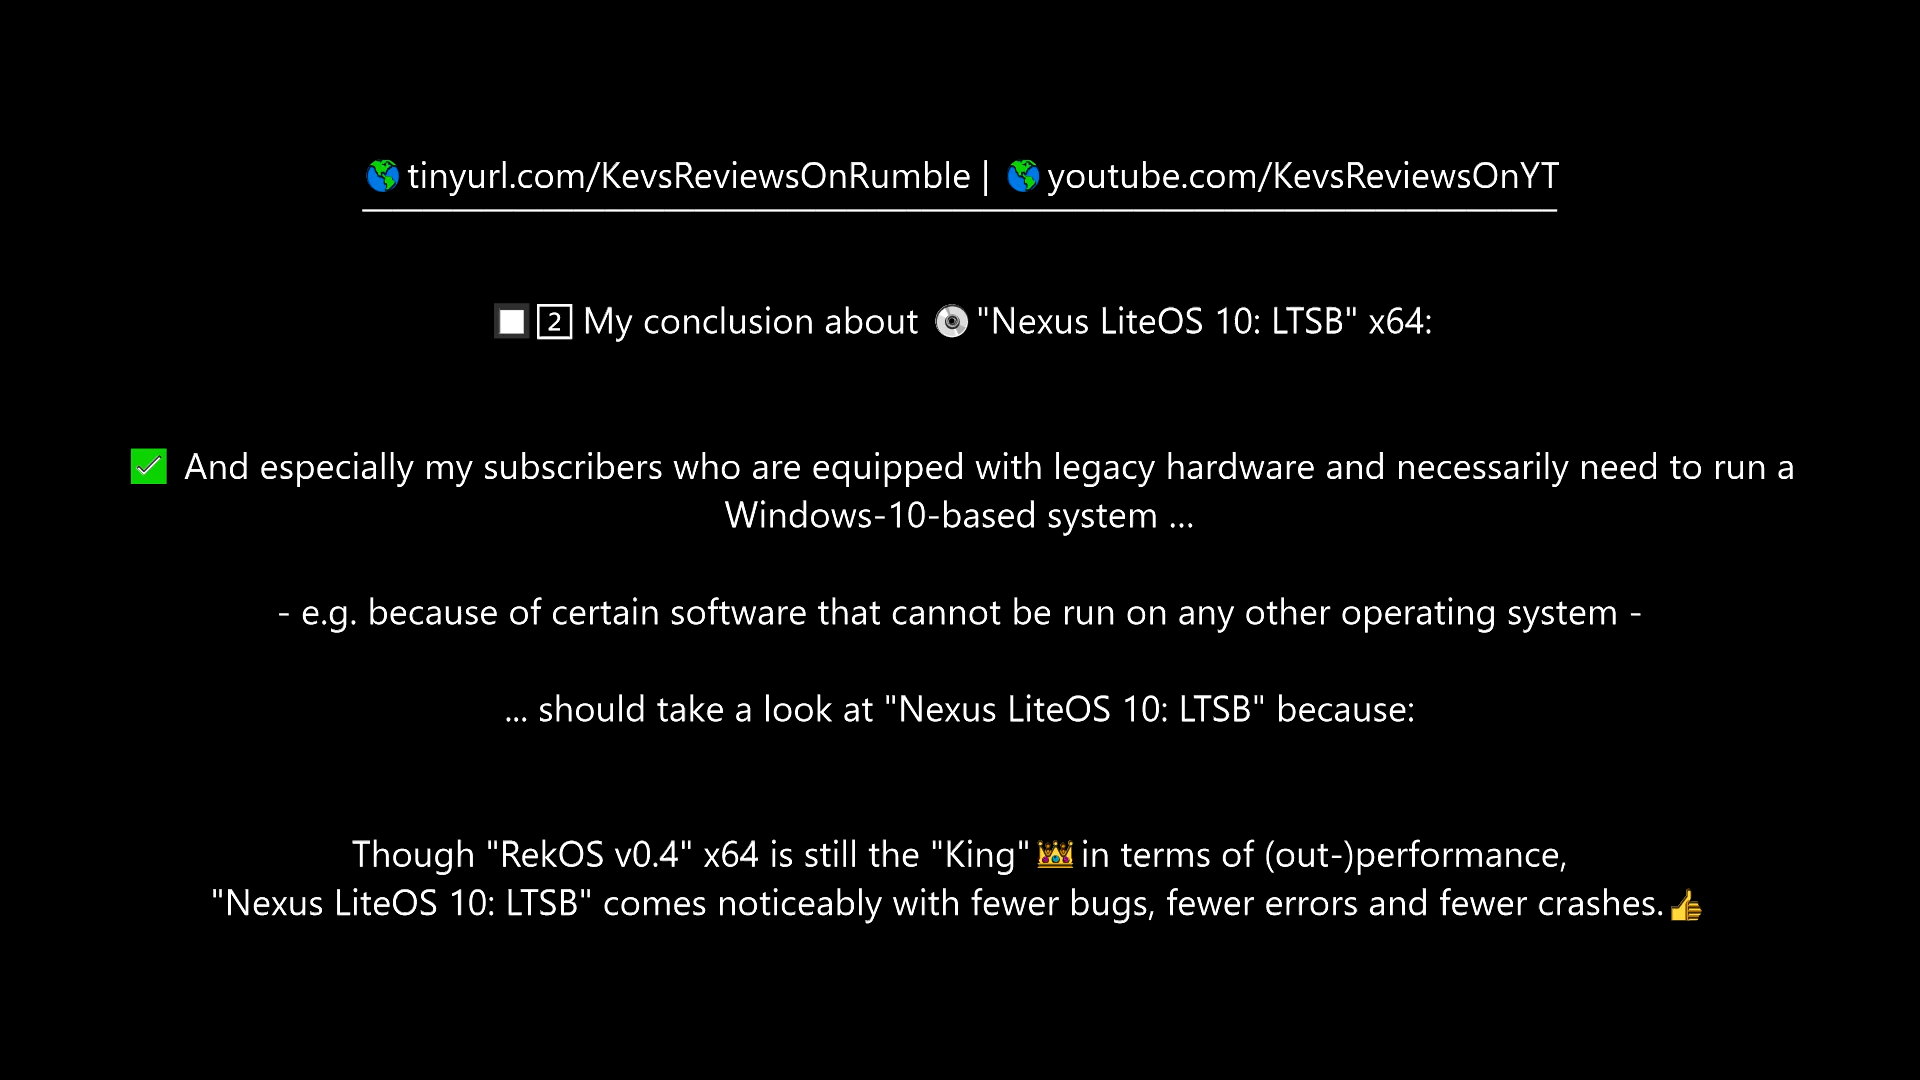 🌎 tinyurl.com/KevsReviewsOnRumble | 🌎 youtube.com/KevsReviewsOnYT
🔲 2 My conclusion about 💿 "Nexus LiteOS 10: LTSB" x64:
✅ And especially my subscribers who are equipped with legacy hardware and necessarily need to run a
Windows-10-based system ...
- e.g. because of certain software that cannot be run on any other operating system -
... should take a look at "Nexus LiteOS 10: LTSB" because:
Though "RekOS v0.4" x64 is still the "King" 👑 in terms of (out-)performance,
"Nexus LiteOS 10: LTSB" comes noticeably with fewer bugs, fewer errors and fewer crashes. 👍